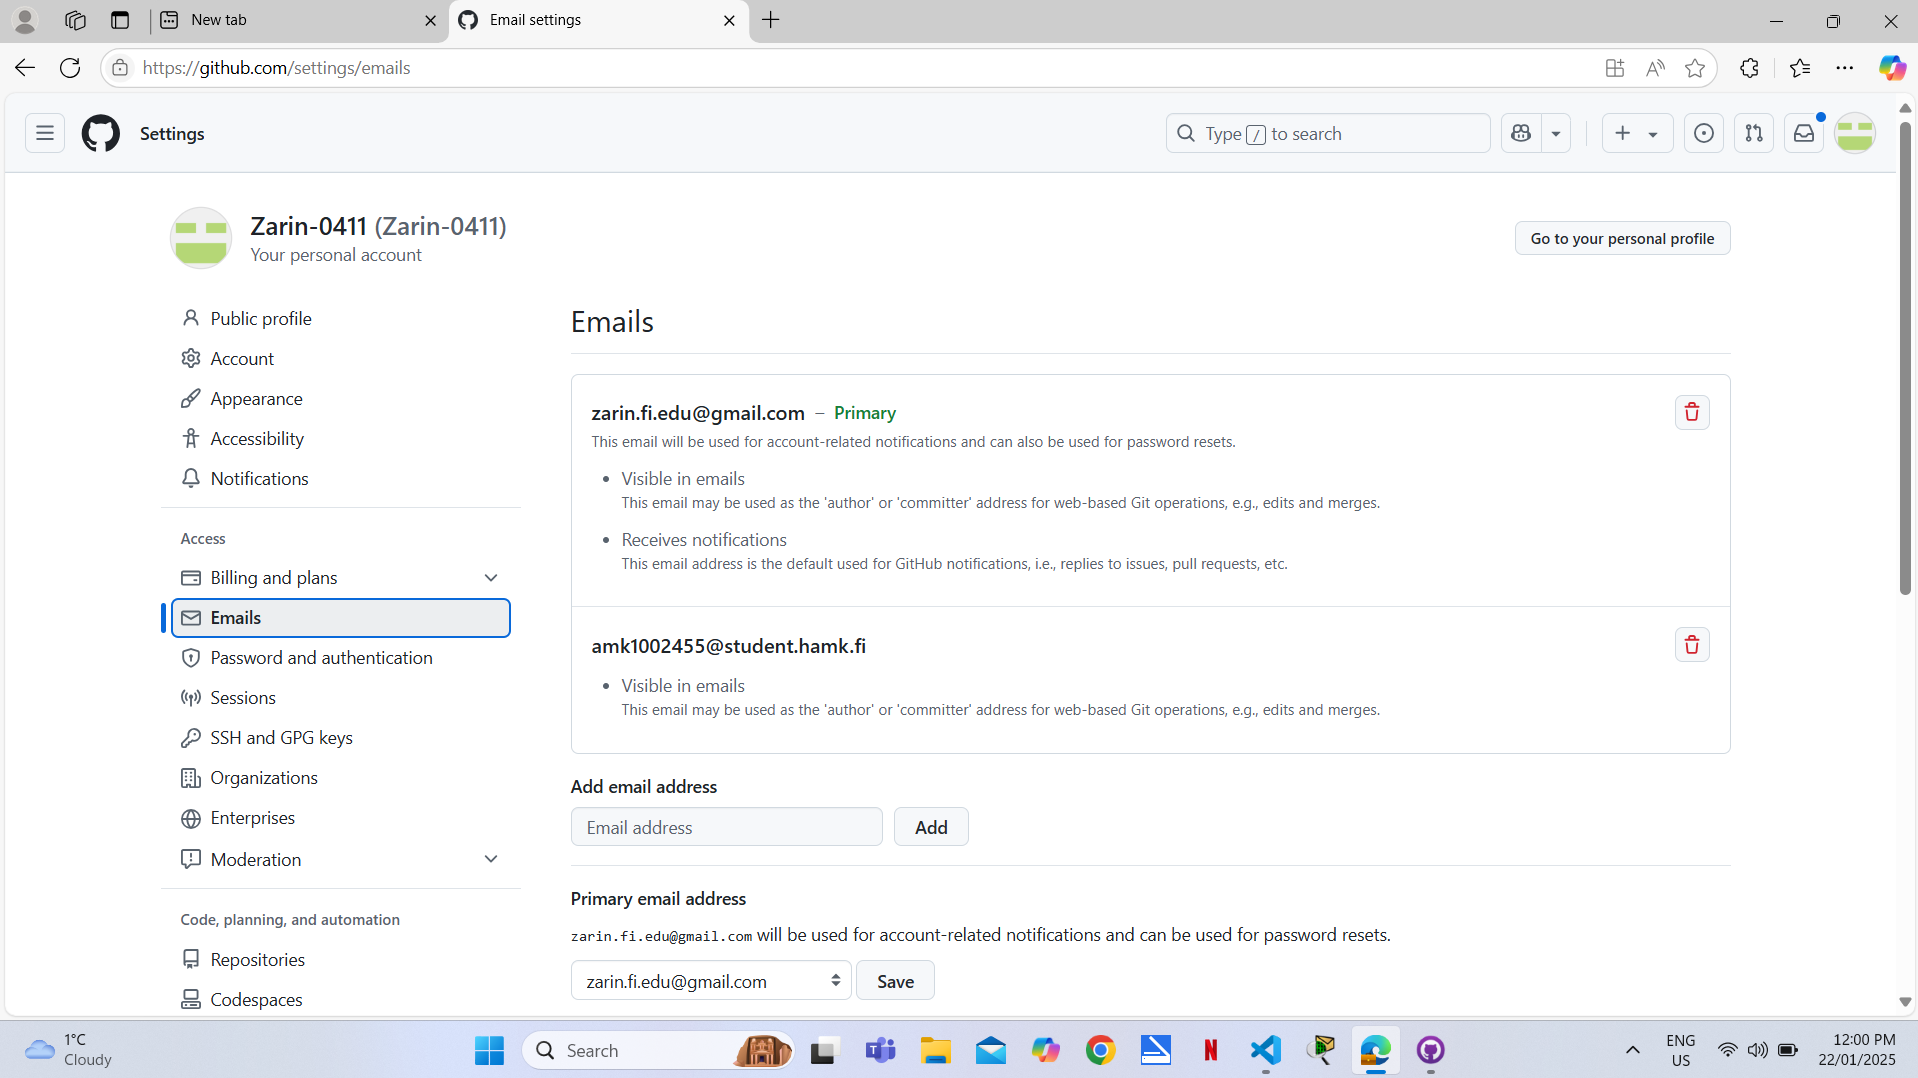 New tab
Email settings
https://github.com/settings/emails
Settings
Type / to search
Zarin-0411 (Zarin-0411)
Your personal account
Go to your personal profile
Public profile
Account
Appearance
Accessibility
Notifications
Access
Billing and plans
Emails
Password and authentication
Sessions
SSH and GPG keys
Organizations
Enterprises
Moderation
Code, planning, and automation
Repositories
Codespaces
Emails
zarin.fi.edu@gmail.com – Primary
This email will be used for account-related notifications and can also be used for password resets.
• Visible in emails
This email may be used as the 'author' or 'committer' address for web-based Git operations, e.g., edits and merges.
• Receives notifications
This email address is the default used for GitHub notifications, i.e., replies to issues, pull requests, etc.
amk1002455@student.hamk.fi
• Visible in emails
This email may be used as the 'author' or 'committer' address for web-based Git operations, e.g., edits and merges.
Add email address
Email address
Add
Primary email address
zarin.fi.edu@gmail.com will be used for account-related notifications and can be used for password resets.
zarin.fi.edu@gmail.com
Save
1°C
Cloudy
Search
N
ENG
US
12:00 PM
22/01/2025